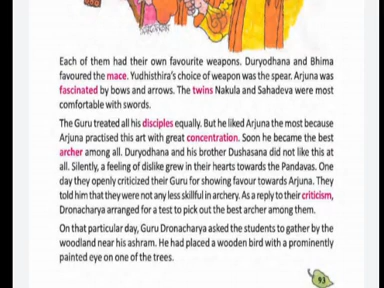 Each of them had their own favourite weapons. Duryodhana and Bhima
favoured the mace. Yudhisthira's choice of weapon was the spear. Arjuna was
fascinated by bows and arrows. The twins Nakula and Sahadeva were most
comfortable with swords.
The Guru treated all his disciples equally. But he liked Arjuna the most because
Arjuna practised this art with great concentration. Soon he became the best
archer among all. Duryodhana and his brother Dushasana did not like this at
all. Silently, a feeling of dislike grew in their hearts towards the Pandavas. One
day they openly criticized their Guru for showing favour towards Arjuna. They
told him that they were not any less skillful in archery. As a reply to their criticism,
Dronacharya arranged for a test to pick out the best archer among them.
On that particular day, Guru Dronacharya asked the students to gather by the
woodland near his ashram. He had placed a wooden bird with a prominently
painted eye on one of the trees.
93